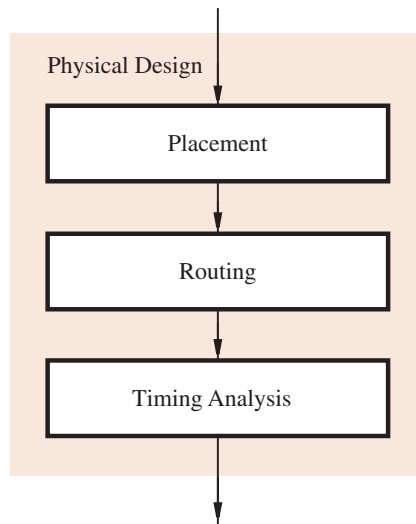 Physical Design
Placement
Routing
Timing Analysis